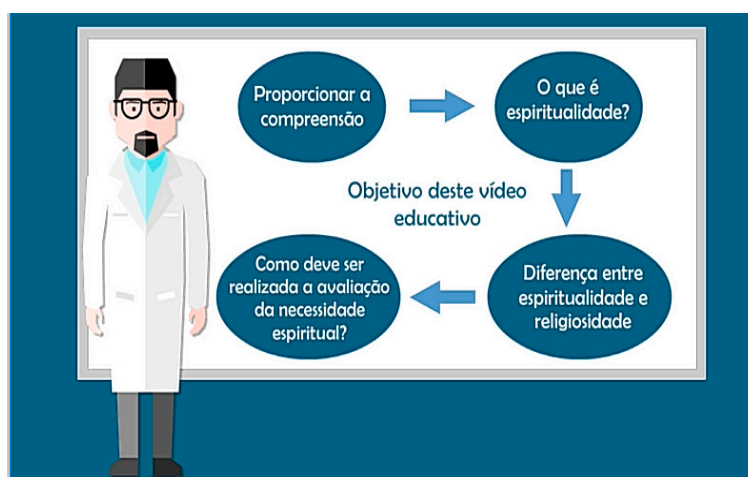 Proporcionar a
compreensão
O que é
espiritualidade?
Objetivo deste vídeo
educativo
Diferença entre
espiritualidade e
religiosidade
Como deve ser
realizada a avaliação
da necessidade
espiritual?